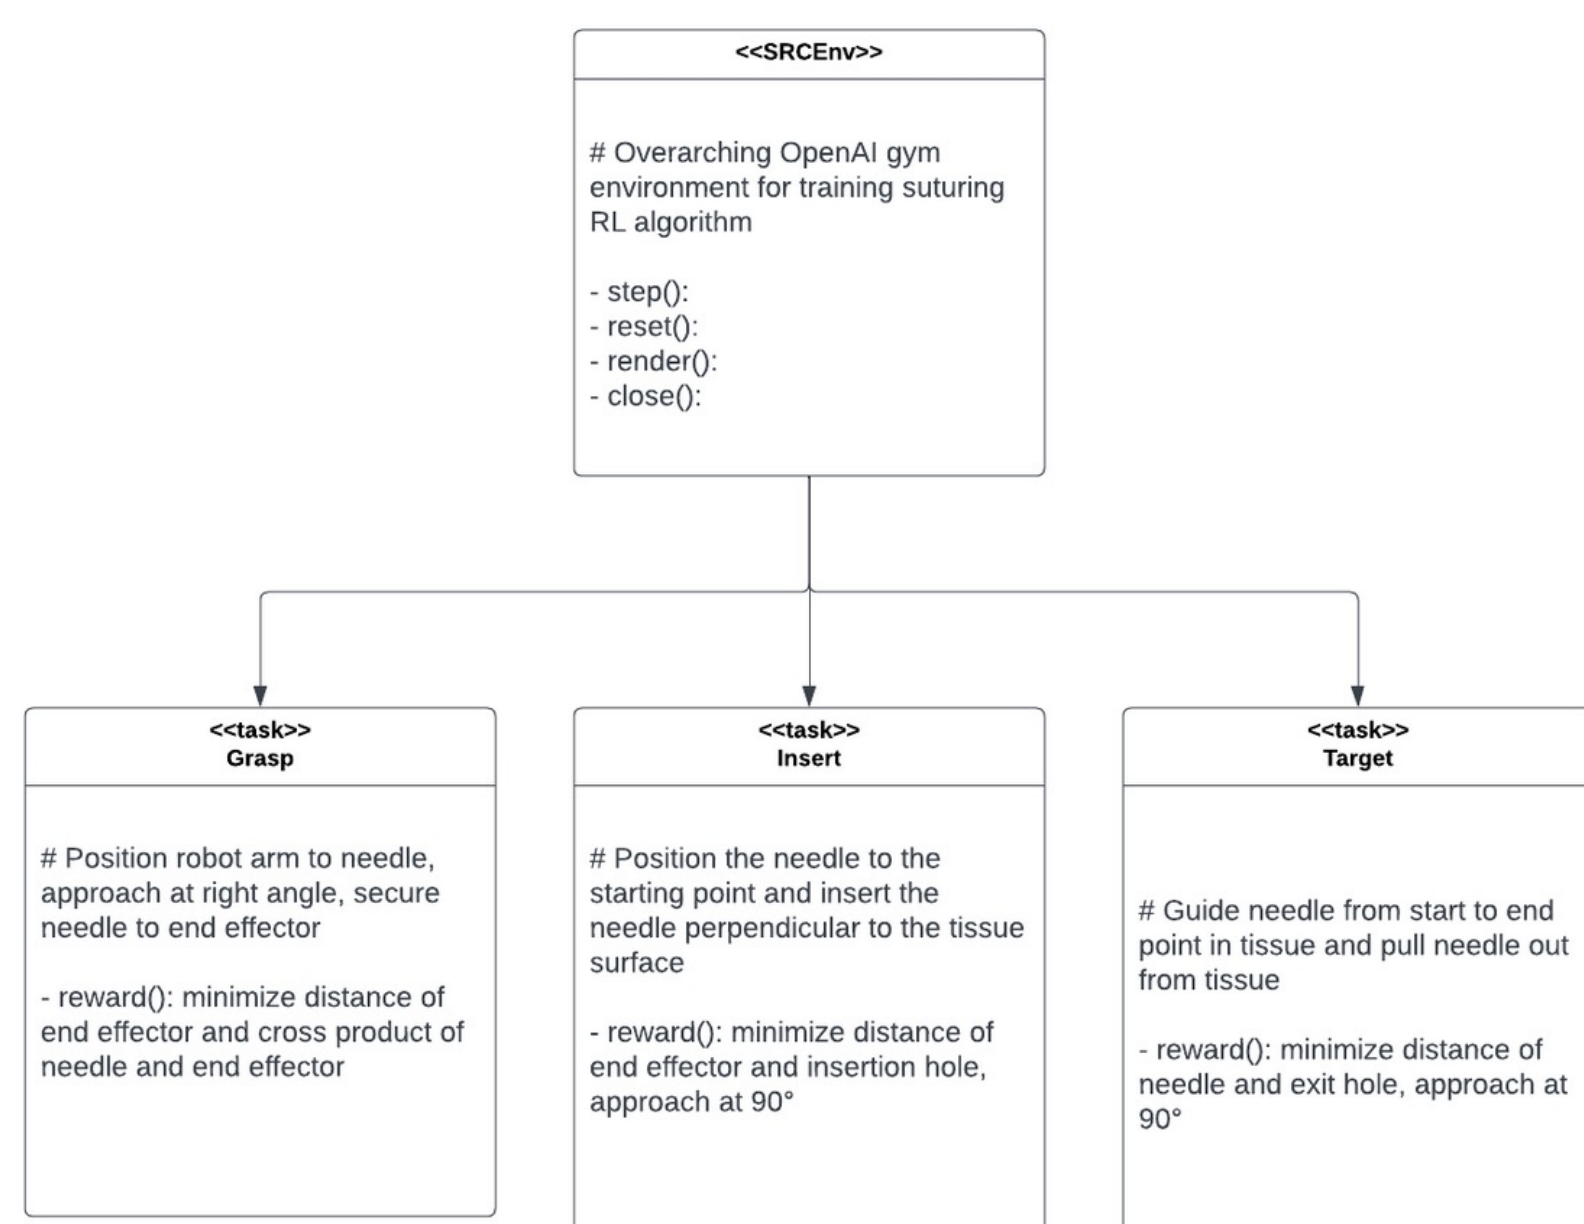 <<SRCEnv>>
# Overarching OpenAI gym
environment for training suturing
RL algorithm
- step():
- reset():
- render():
- close():
<<task>>
Grasp
# Position robot arm to needle,
approach at right angle, secure
needle to end effector
- reward(): minimize distance of
end effector and cross product of
needle and end effector
<<task>>
Insert
# Position the needle to the
starting point and insert the
needle perpendicular to the tissue
surface
- reward(): minimize distance of
end effector and insertion hole,
approach at 90°
<<task>>
Target
# Guide needle from start to end
point in tissue and pull needle out
from tissue
- reward(): minimize distance of
needle and exit hole, approach at
90°